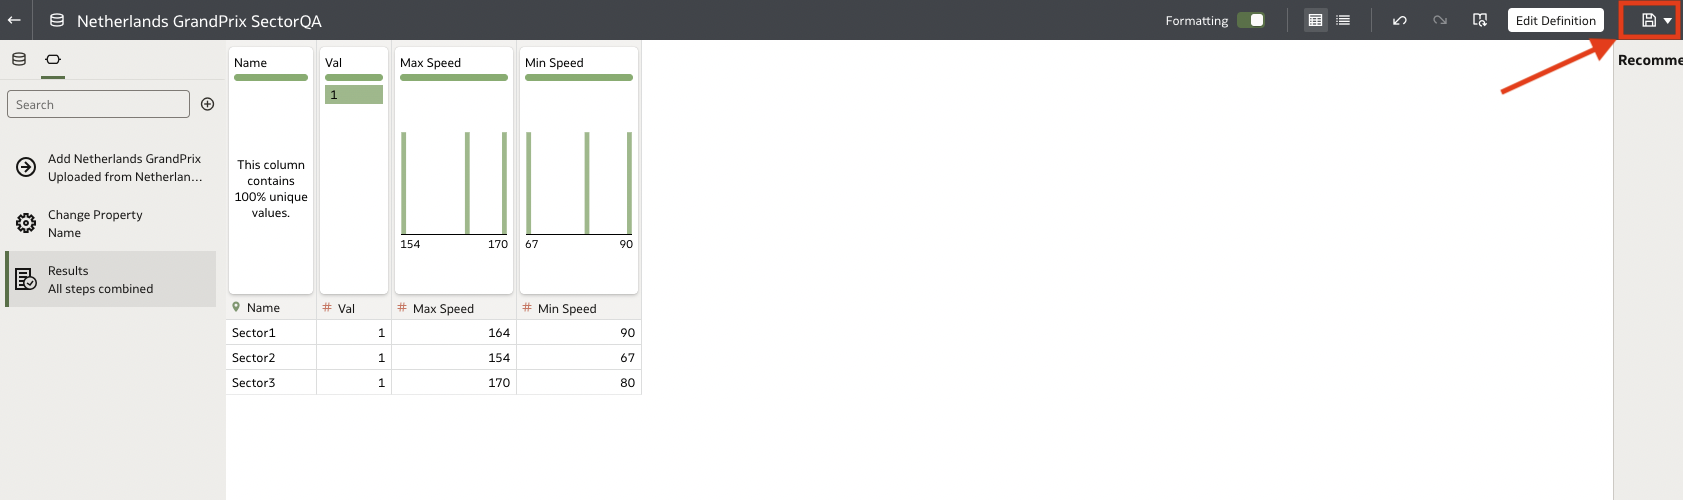 Netherlands GrandPrix SectorQA
Formatting
Edit Definition
Recomme
Search
Add Netherlands GrandPrix
Uploaded from Netherlan...
Change Property
Name
Results
All steps combined
Name
This column
contains
100% unique
values.
Val
1
Max Speed
154 170
Min Speed
67 90
Name # Val # Max Speed # Min Speed
Sector1 1 164 90
Sector2 1 154 67
Sector3 1 170 80